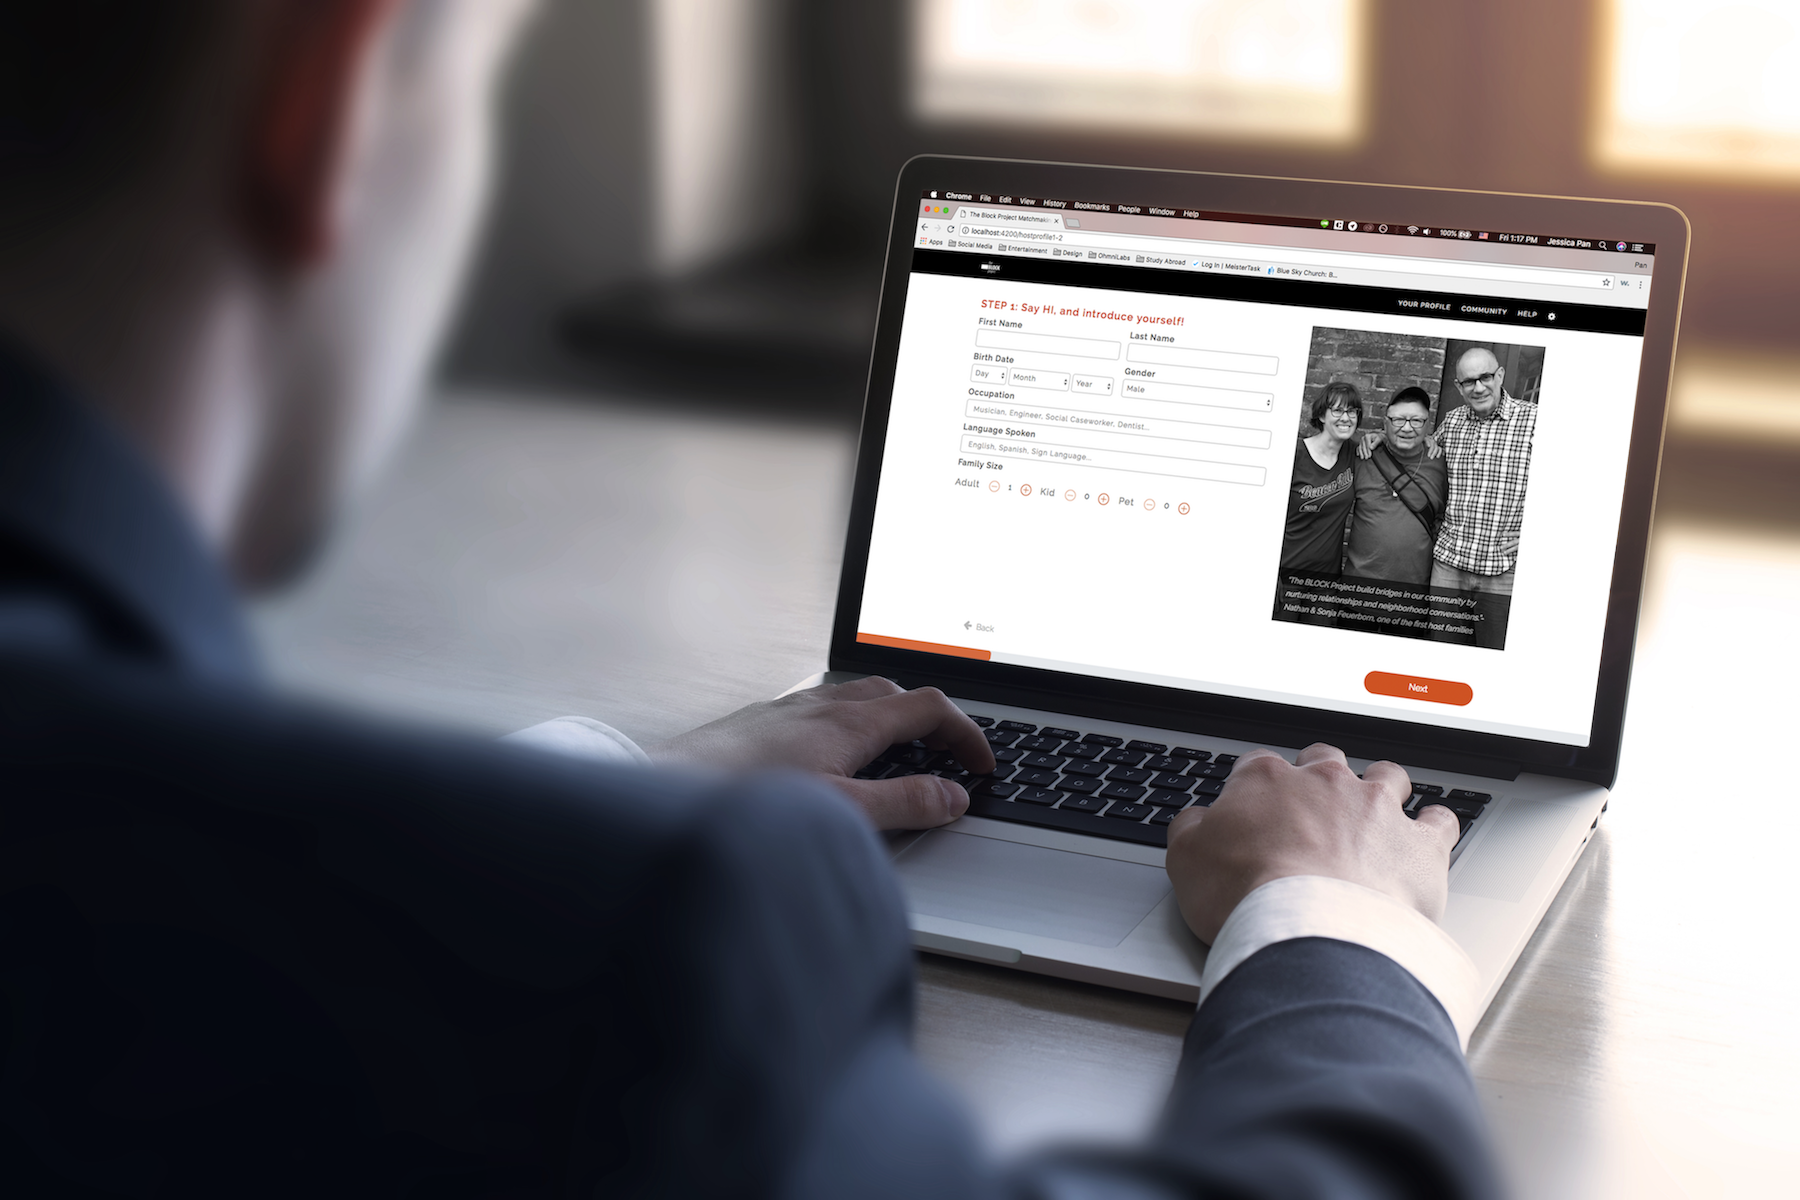 Chrome File Edit View History Bookmarks People Window Help 100% Fri 1:17 PM Jessica Pan
The Block Project Matchmakin
Pan
localhost:4200/hostprofile1-2
Apps Social Media Entertainment Design OhmniLabs Study Abroad Log In | MeisterTask Blue Sky Church: B...
BLOCK
YOUR PROFILE COMMUNITY HELP
STEP 1: Say HI, and introduce yourself!
First Name
Last Name
Birth Date
Gender
Day Month Year
Male
Occupation
Musician, Engineer, Social Caseworker, Dentist...
Language Spoken
English, Spanish, Sign Language...
Family Size
Adult 1 Kid 0 Pet 0
"The BLOCK Project build bridges in our community by
nurturing relationships and neighborhood conversations."-
Nathan & Sonja Feuerborn, one of the first host families
Back
Next